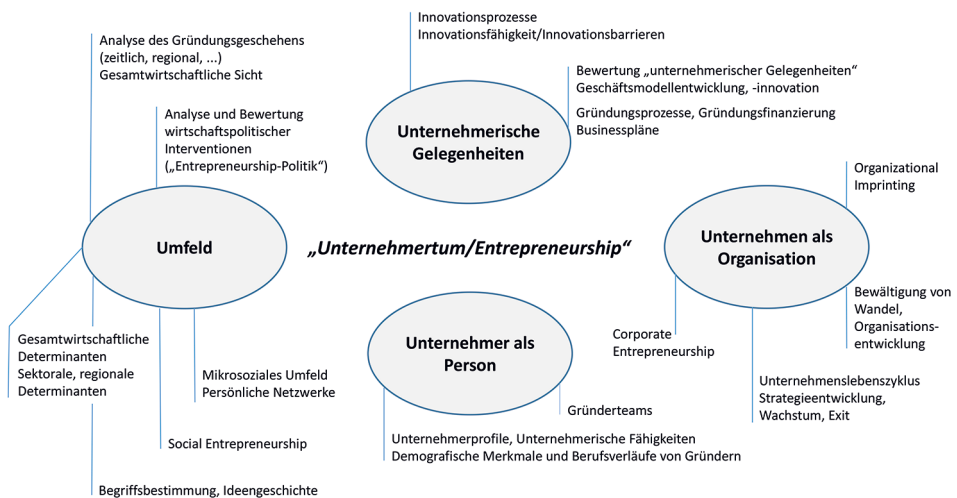 Innovationsprozesse
Innovationsfähigkeit/Innovationsbarrieren
Analyse des Gründungsgeschehens
(zeitlich, regional, ...)
Gesamtwirtschaftliche Sicht
Bewertung „unternehmerischer Gelegenheiten“
Geschäftsmodellentwicklung, -innovation
Gründungsprozesse, Gründungsfinanzierung
Businesspläne
Analyse und Bewertung
wirtschaftspolitischer
Interventionen
(„Entrepreneurship-Politik“)
Unternehmerische
Gelegenheiten
Organizational
Imprinting
Umfeld
„Unternehmertum/Entrepreneurship“
Unternehmen als
Organisation
Bewältigung von
Wandel,
Organisations-
entwicklung
Gesamtwirtschaftliche
Determinanten
Sektorale, regionale
Determinanten
Unternehmer als
Person
Corporate
Entrepreneurship
Mikrosoziales Umfeld
Persönliche Netzwerke
Unternehmenslebenszyklus
Strategieentwicklung,
Wachstum, Exit
Gründerteams
Social Entrepreneurship
Unternehmerprofile, Unternehmerische Fähigkeiten
Demografische Merkmale und Berufsverläufe von Gründern
Begriffsbestimmung, Ideengeschichte